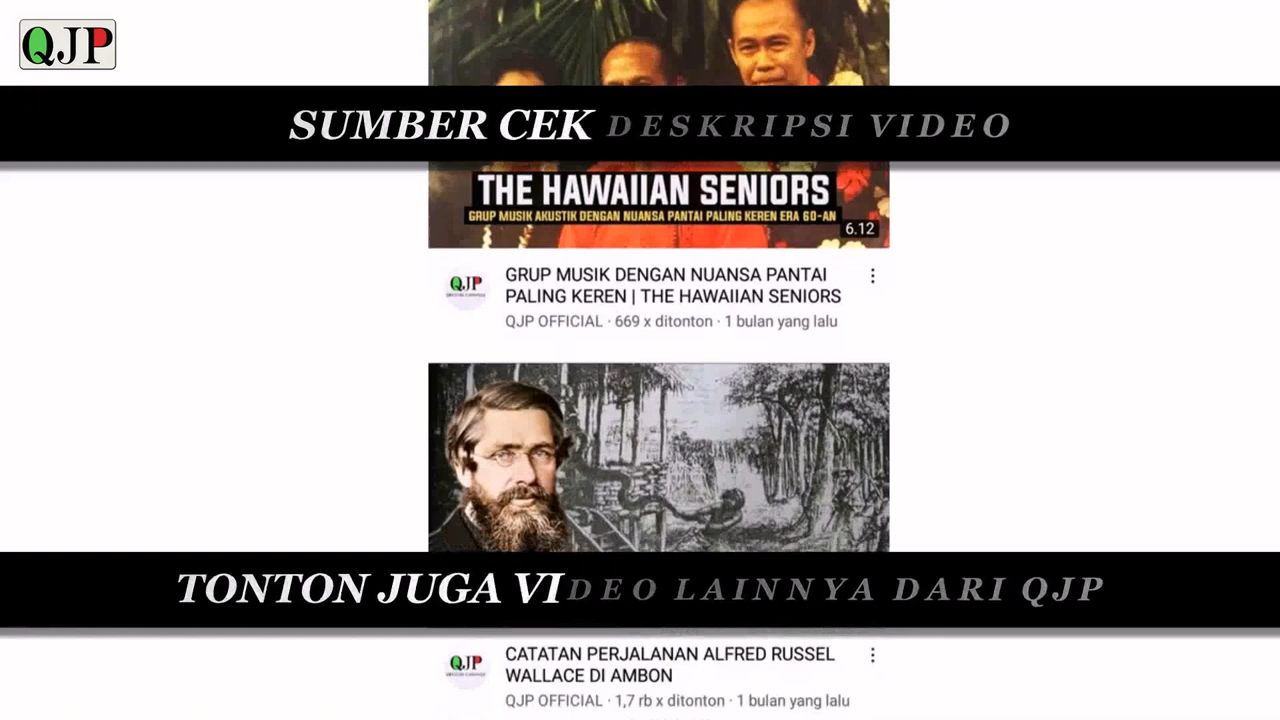 QJP
SUMBER CEK DESKRIPSI VIDEO
THE HAWAIIAN SENIORS
GRUP MUSIK AKUSTIK DENGAN NUANSA PANTAI PALING KEREN ERA 60-AN
6.12
QJP
GRUP MUSIK DENGAN NUANSA PANTAI
PALING KEREN | THE HAWAIIAN SENIORS
QJP OFFICIAL · 669 x ditonton · 1 bulan yang lalu
TONTON JUGA VIDEO LAINNYA DARI QJP
QJP
CATATAN PERJALANAN ALFRED RUSSEL
WALLACE DI AMBON
QJP OFFICIAL · 1,7 rb x ditonton · 1 bulan yang lalu